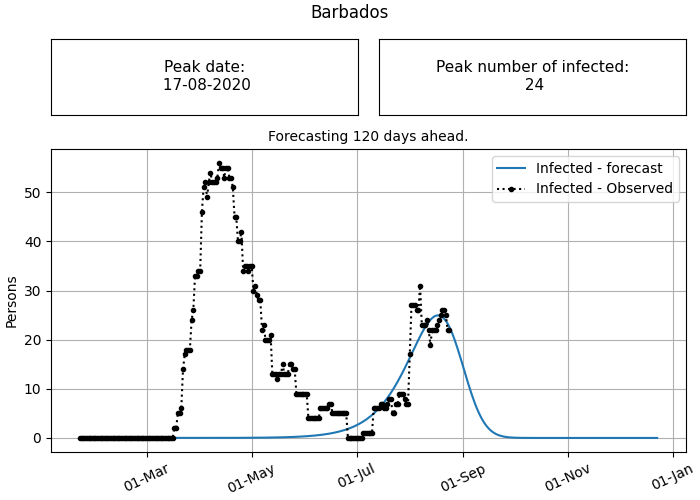 Barbados
Peak date:
17-08-2020
Peak number of infected:
24
Forecasting 120 days ahead.
Infected - forecast
Infected - Observed
Persons
50
40
30
20
10
0
01-Mar
01-May
01-Jul
01-Sep
01-Nov
01-Jan